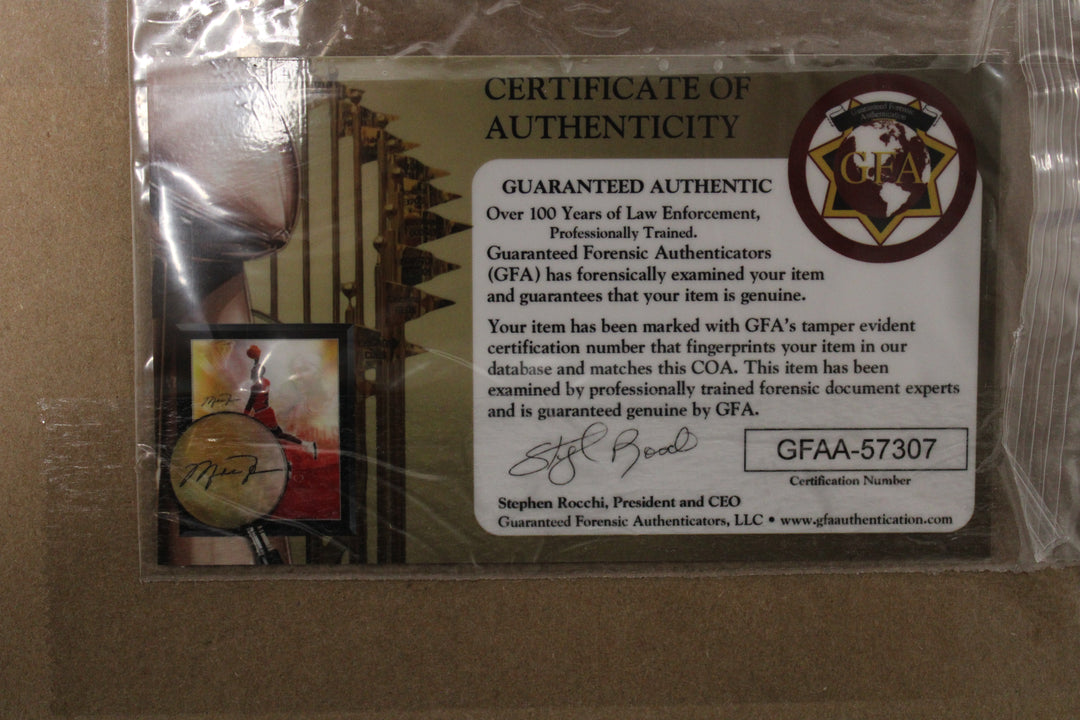 CERTIFICATE OF
AUTHENTICITY
Guaranteed Forensic
Authentication
GFA
GUARANTEED AUTHENTIC
Over 100 Years of Law Enforcement,
Professionally Trained.
Guaranteed Forensic Authenticators
(GFA) has forensically examined your item
and guarantees that your item is genuine.
Your item has been marked with GFA's tamper evident
certification number that fingerprints your item in our
database and matches this COA. This item has been
examined by professionally trained forensic document experts
and is guaranteed genuine by GFA.
GFAA-57307
Certification Number
Stephen Rocchi, President and CEO
Guaranteed Forensic Authenticators, LLC • www.gfaauthentication.com